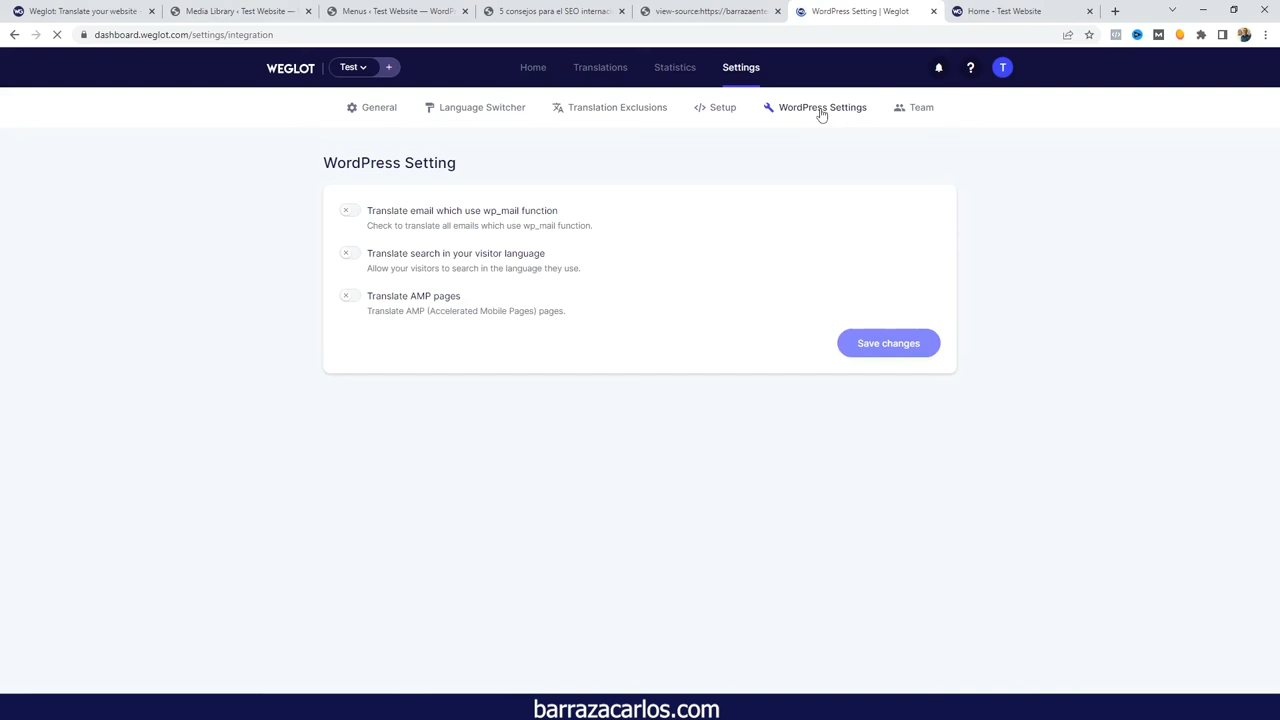 Weglot: Translate your website -
Media Library ‹ Test Website —
Menus ‹ Test Website — WordP
5 consejos para el SEO internac
view-source:https://barrazaente
WordPress Setting | Weglot
Home - Test Website
dashboard.weglot.com/settings/integration
WEGLOT
Test
Home
Translations
Statistics
Settings
?
T
General
Language Switcher
Translation Exclusions
Setup
WordPress Settings
Team
WordPress Setting
Translate email which use wp_mail function
Check to translate all emails which use wp_mail function.
Translate search in your visitor language
Allow your visitors to search in the language they use.
Translate AMP pages
Translate AMP (Accelerated Mobile Pages) pages.
Save changes
barrazacarlos.com